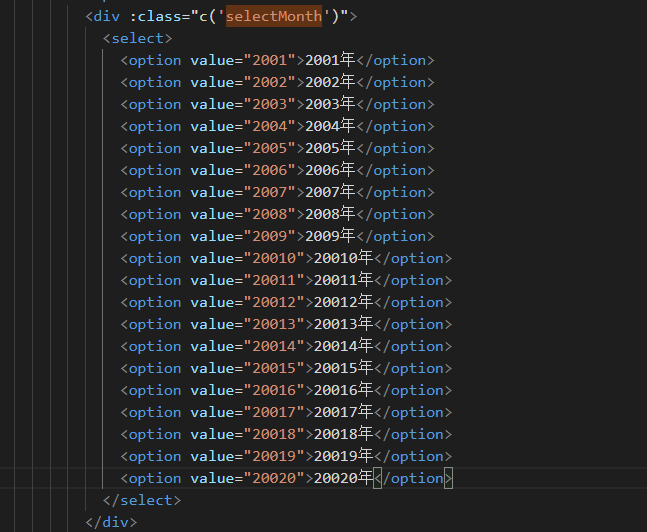 <div :class="c('selectMonth')">
<select>
<option value="2001">2001年</option>
<option value="2002">2002年</option>
<option value="2003">2003年</option>
<option value="2004">2004年</option>
<option value="2005">2005年</option>
<option value="2006">2006年</option>
<option value="2007">2007年</option>
<option value="2008">2008年</option>
<option value="2009">2009年</option>
<option value="20010">20010年</option>
<option value="20011">20011年</option>
<option value="20012">20012年</option>
<option value="20013">20013年</option>
<option value="20014">20014年</option>
<option value="20015">20015年</option>
<option value="20016">20016年</option>
<option value="20017">20017年</option>
<option value="20018">20018年</option>
<option value="20019">20019年</option>
<option value="20020">20020年</option>
</select>
</div>